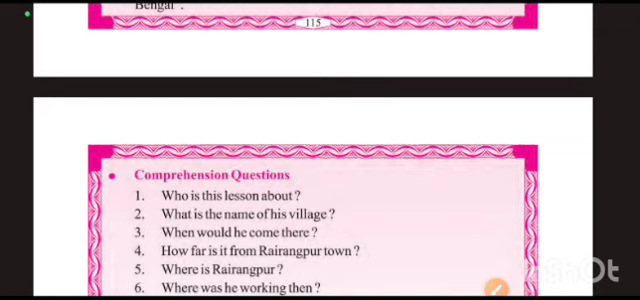 Bengal .
115
• Comprehension Questions
1. Who is this lesson about ?
2. What is the name of his village ?
3. When would he come there ?
4. How far is it from Rairangpur town ?
5. Where is Rairangpur ?
6. Where was he working then ?